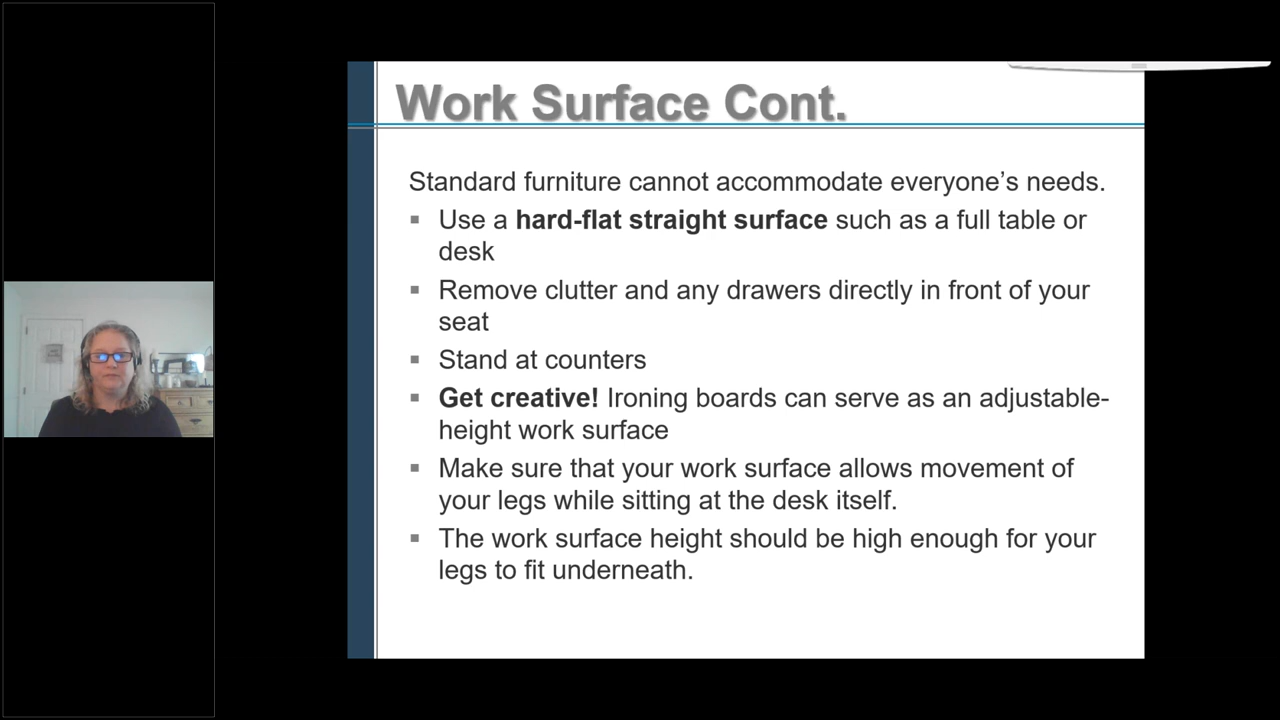 Work Surface Cont.
Standard furniture cannot accommodate everyone’s needs.
▪ Use a hard-flat straight surface such as a full table or
desk
▪ Remove clutter and any drawers directly in front of your
seat
▪ Stand at counters
▪ Get creative! Ironing boards can serve as an adjustable-
height work surface
▪ Make sure that your work surface allows movement of
your legs while sitting at the desk itself.
▪ The work surface height should be high enough for your
legs to fit underneath.